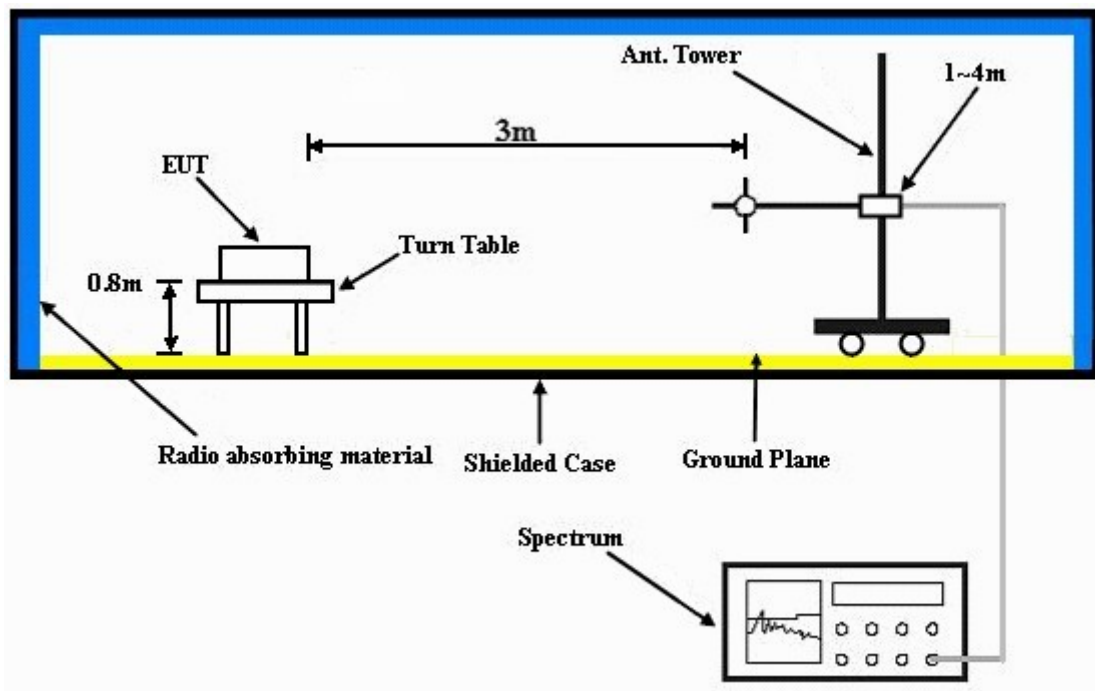 Ant. Tower
1~4m
3m
EUT
Turn Table
0.8m
Radio absorbing material
Shielded Case
Ground Plane
Spectrum